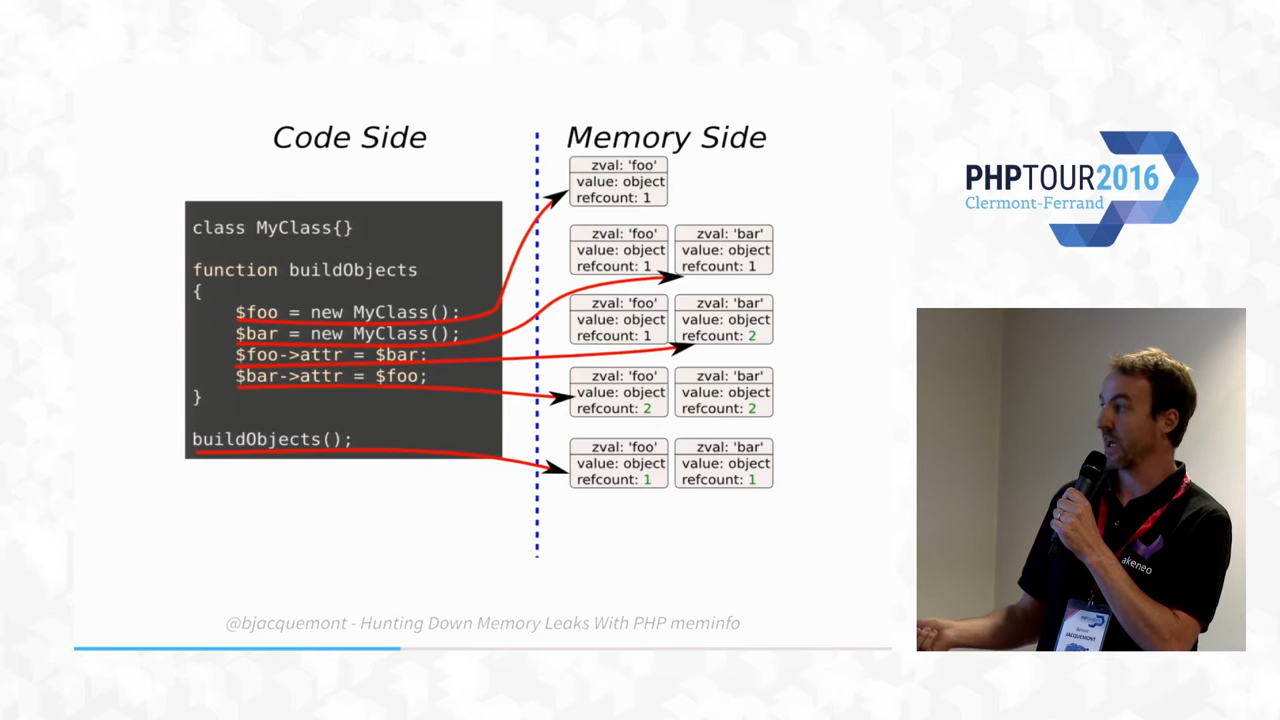 Code Side
Memory Side
class MyClass{}
function buildObjects
{
$foo = new MyClass();
$bar = new MyClass();
$foo->attr = $bar;
$bar->attr = $foo;
}
buildObjects();
zval: 'foo'
value: object
refcount: 1
zval: 'foo'
value: object
refcount: 1
zval: 'bar'
value: object
refcount: 1
zval: 'foo'
value: object
refcount: 1
zval: 'bar'
value: object
refcount: 2
zval: 'foo'
value: object
refcount: 2
zval: 'bar'
value: object
refcount: 2
zval: 'foo'
value: object
refcount: 1
zval: 'bar'
value: object
refcount: 1
@bjacquemont - Hunting Down Memory Leaks With PHP meminfo
PHPTOUR2016
Clermont-Ferrand
akeneo
JACQUEMONT